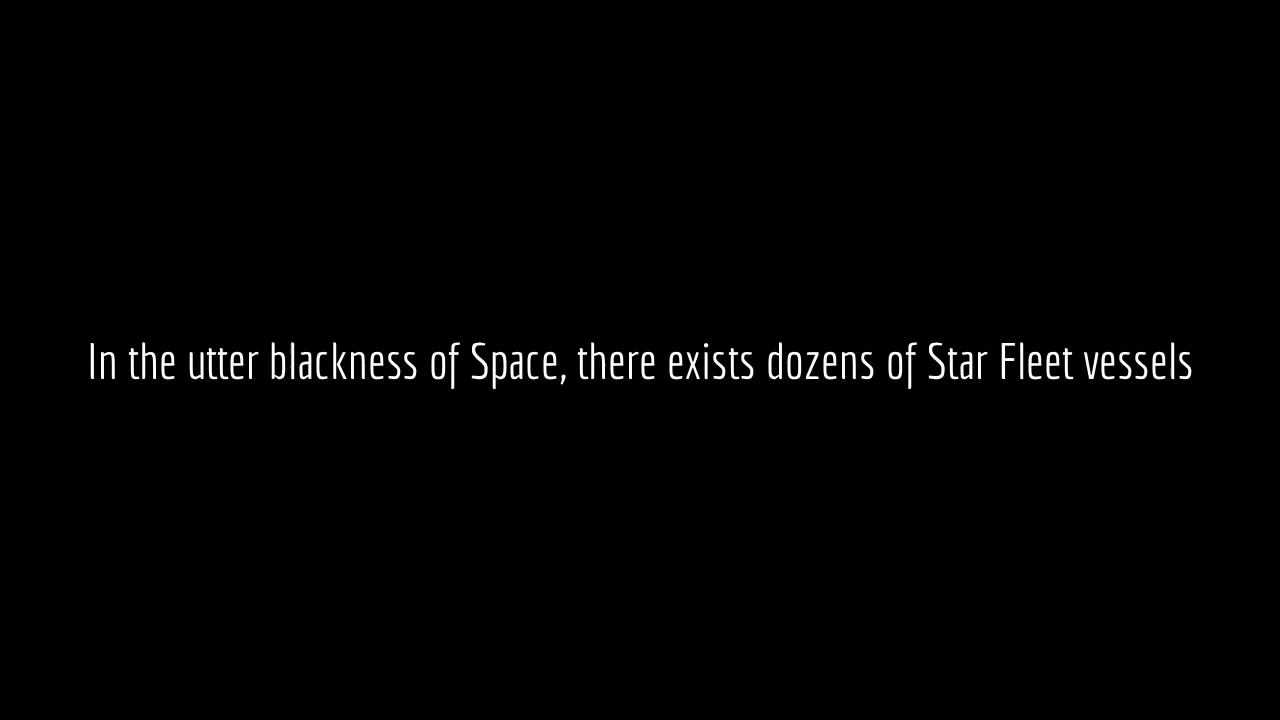 In the utter blackness of Space, there exists dozens of Star Fleet vessels